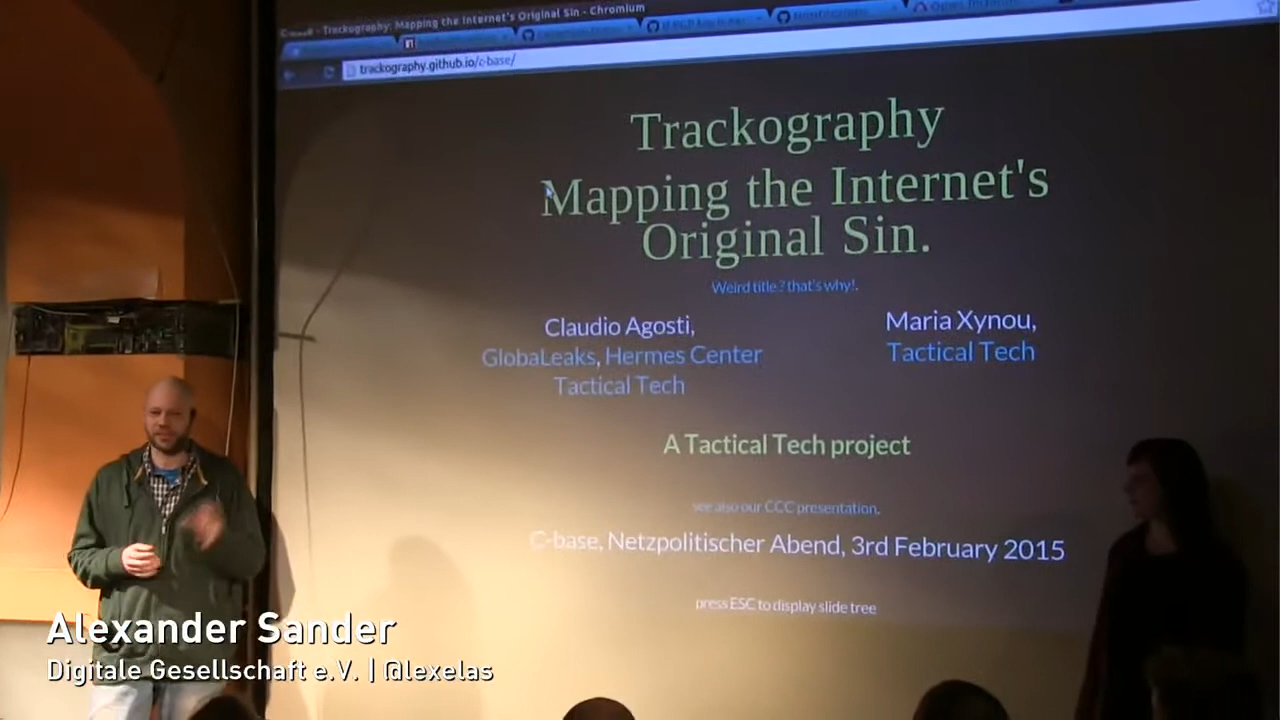 Trackography: Mapping the Internet's Original Sin - Chromium
trackography.github.io/c-base/
Trackography
Mapping the Internet's
Original Sin.
Weird title ? that's why!.
Claudio Agosti,
GlobaLeaks, Hermes Center
Tactical Tech
Maria Xynou,
Tactical Tech
A Tactical Tech project
see also our CCC presentation.
C-base, Netzpolitischer Abend, 3rd February 2015
press ESC to display slide tree
Alexander Sander
Digitale Gesellschaft e.V. | @lexelas